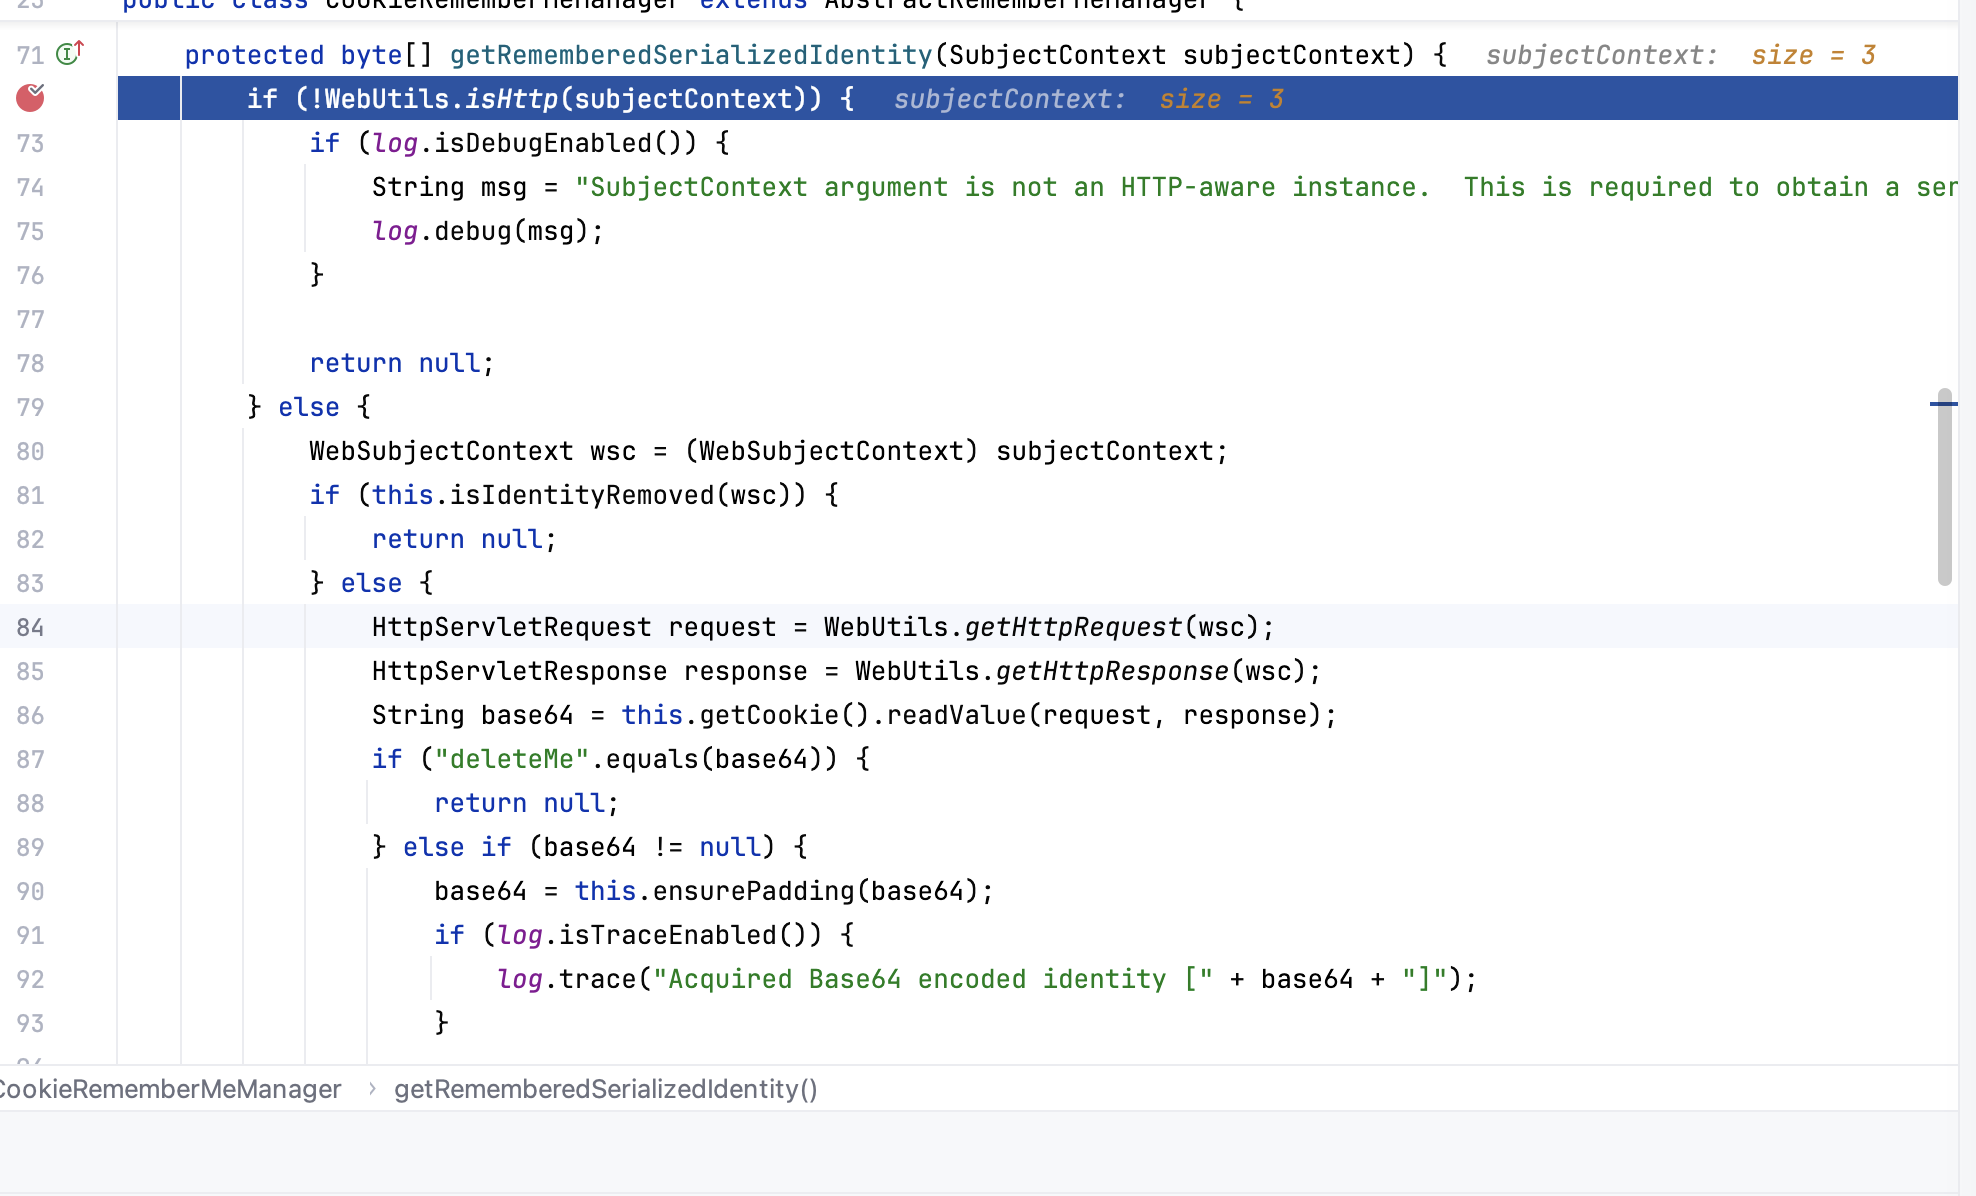 23 public class CookieRememberMeManager extends AbstractRememberMeManager {
71 protected byte[] getRememberedSerializedIdentity(SubjectContext subjectContext) { subjectContext: size = 3
if (!WebUtils.isHttp(subjectContext)) { subjectContext: size = 3
73 if (log.isDebugEnabled()) {
74 String msg = "SubjectContext argument is not an HTTP-aware instance.  This is required to obtain a ser
75 log.debug(msg);
76 }
77
78 return null;
79 } else {
80 WebSubjectContext wsc = (WebSubjectContext) subjectContext;
81 if (this.isIdentityRemoved(wsc)) {
82 return null;
83 } else {
84 HttpServletRequest request = WebUtils.getHttpRequest(wsc);
85 HttpServletResponse response = WebUtils.getHttpResponse(wsc);
86 String base64 = this.getCookie().readValue(request, response);
87 if ("deleteMe".equals(base64)) {
88 return null;
89 } else if (base64 != null) {
90 base64 = this.ensurePadding(base64);
91 if (log.isTraceEnabled()) {
92 log.trace("Acquired Base64 encoded identity [" + base64 + "]");
93 }
CookieRememberMeManager › getRememberedSerializedIdentity()